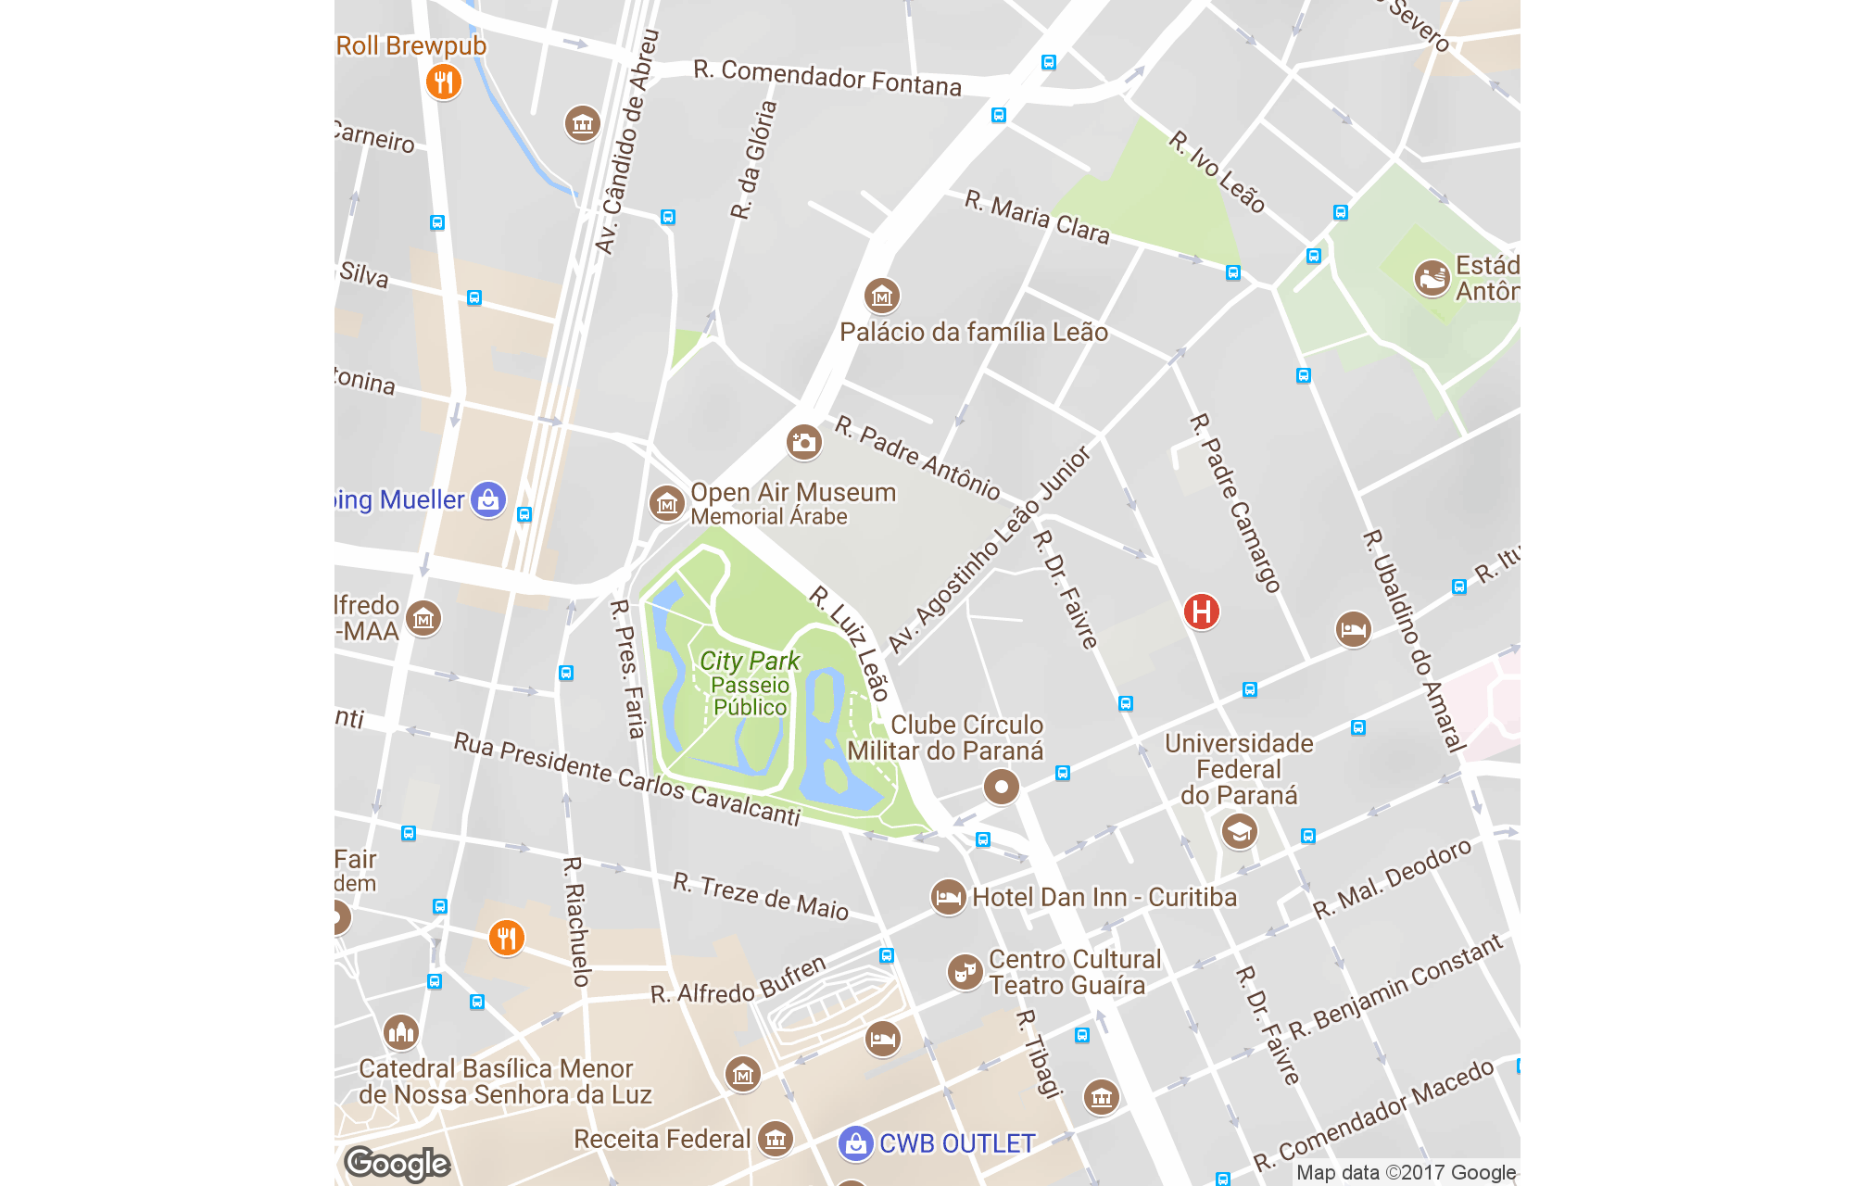 o Severo
Roll Brewpub
R. Comendador Fontana
Av. Cândido de Abreu
Carneiro
R. da Glória
R. Ivo Leão
R. Maria Clara
Silva
Estád
Antôn
Palácio da família Leão
tonina
R. Padre Antônio
R. Padre Camargo
ping Mueller
Open Air Museum
Memorial Árabe
Av. Agostinho Leão Junior
R. Dr. Faivre
R. Ubaldino do Amaral
R. Itu
lfredo
-MAA
R. Pres. Faria
R. Luiz Leão
City Park
Passeio
Público
nti
Rua Presidente Carlos Cavalcanti
Clube Círculo
Militar do Paraná
Universidade
Federal
do Paraná
H
Fair
dem
R. Riachuelo
R. Treze de Maio
Hotel Dan Inn - Curitiba
R. Mal. Deodoro
R. Alfredo Bufren
Centro Cultural
Teatro Guaíra
R. Dr. Faivre
R. Benjamin Constant
R. Tibagi
Catedral Basílica Menor
de Nossa Senhora da Luz
R. Comendador Macedo
Receita Federal
CWB OUTLET
Google
Map data ©2017 Google